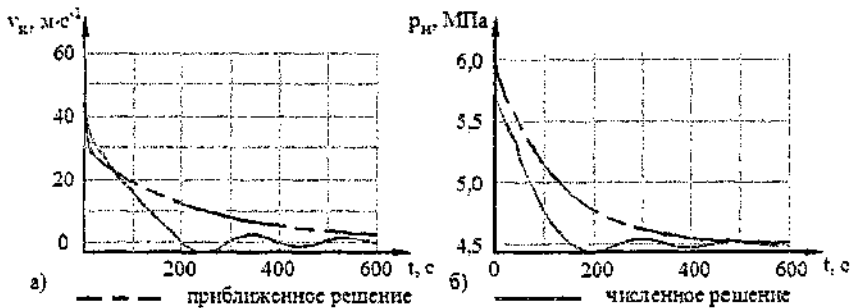 vк, м·с⁻¹
60
40
20
0
200
400
600
t, с
а)
pн, МПа
6,0
5,5
5,0
4,5
0
200
400
600
t, с
б)
приближенное решение
численное решение